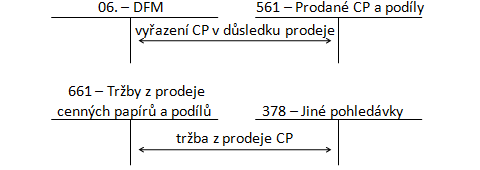 06. – DFM
561 – Prodané CP a podíly
vyřazení CP v důsledku prodeje
661 – Tržby z prodeje
cenných papírů a podílů
378 – Jiné pohledávky
tržba z prodeje CP